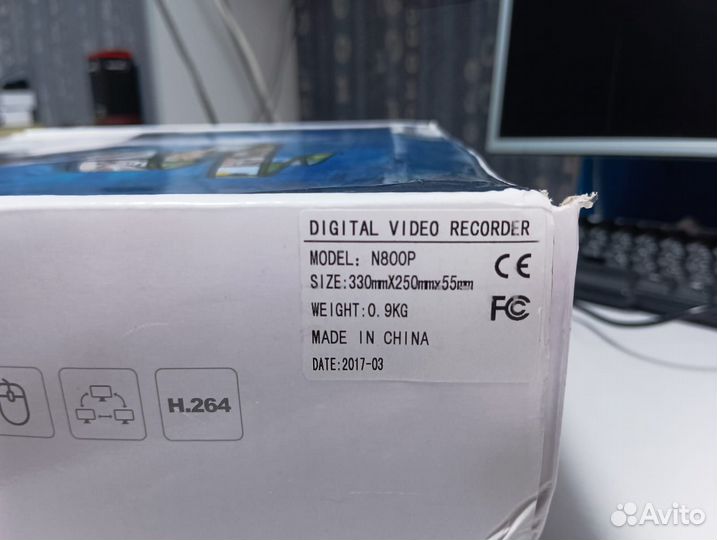 DIGITAL VIDEO RECORDER
MODEL: N800P
SIZE:330mmX250mmx55mm
CE
WEIGHT:0.9KG
FC
MADE IN CHINA
DATE:2017-03
H.264
Avito